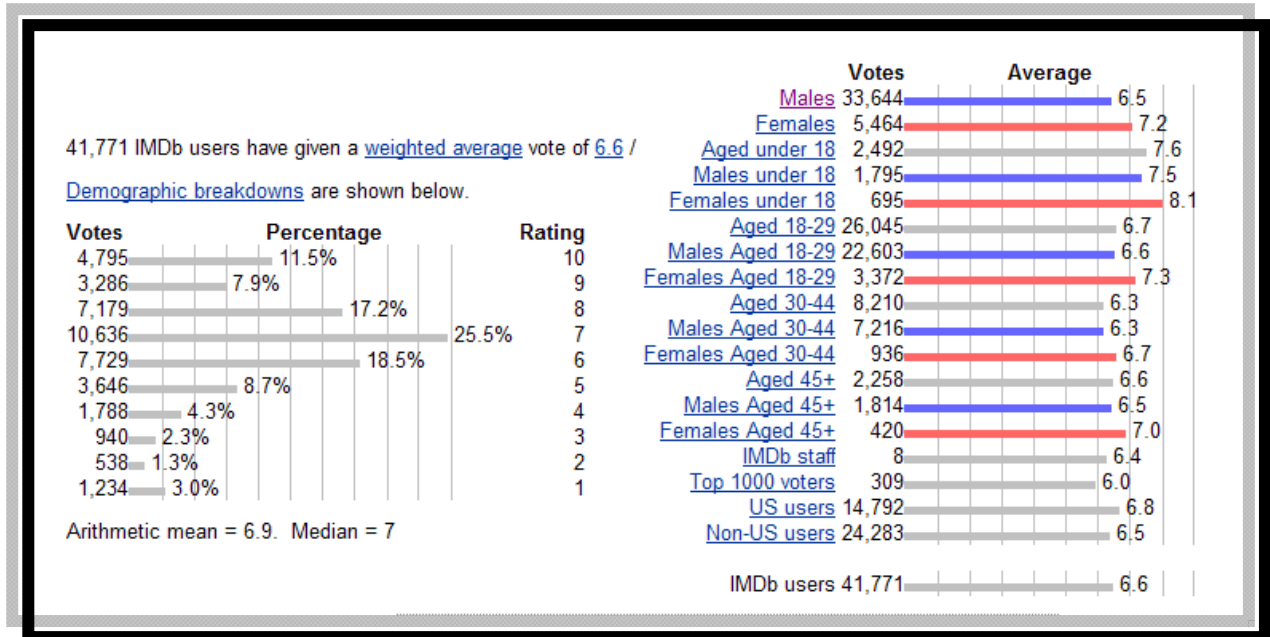 41,771 IMDb users have given a weighted average vote of 6.6 /
Demographic breakdowns are shown below.
Votes Percentage Rating
4,795 11.5% 10
3,286 7.9% 9
7,179 17.2% 8
10,636 25.5% 7
7,729 18.5% 6
3,646 8.7% 5
1,788 4.3% 4
940 2.3% 3
538 1.3% 2
1,234 3.0% 1
Arithmetic mean = 6.9. Median = 7
Votes Average
Males 33,644 6.5
Females 5,464 7.2
Aged under 18 2,492 7.6
Males under 18 1,795 7.5
Females under 18 695 8.1
Aged 18-29 26,045 6.7
Males Aged 18-29 22,603 6.6
Females Aged 18-29 3,372 7.3
Aged 30-44 8,210 6.3
Males Aged 30-44 7,216 6.3
Females Aged 30-44 936 6.7
Aged 45+ 2,258 6.6
Males Aged 45+ 1,814 6.5
Females Aged 45+ 420 7.0
IMDb staff 8 6.4
Top 1000 voters 309 6.0
US users 14,792 6.8
Non-US users 24,283 6.5
IMDb users 41,771 6.6